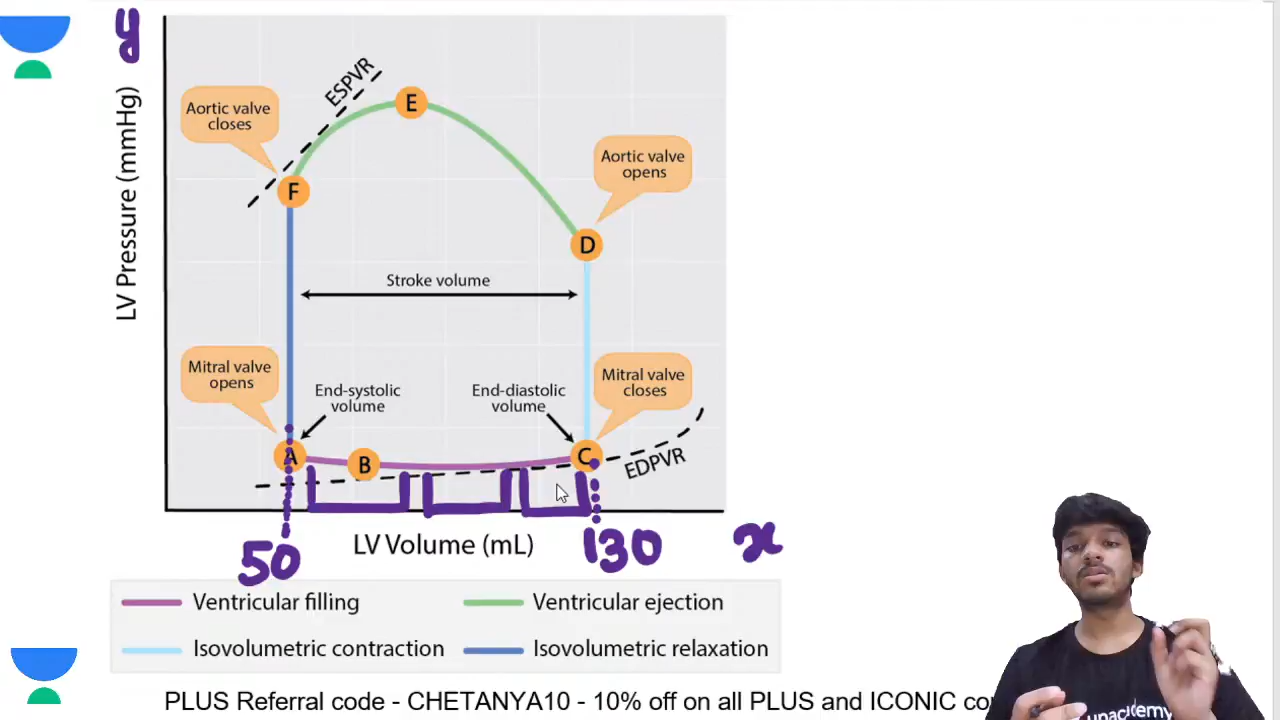 y
LV Pressure (mmHg)
ESPVR
E
Aortic valve
closes
F
Aortic valve
opens
D
Stroke volume
Mitral valve
opens
End-systolic
volume
End-diastolic
volume
Mitral valve
closes
A
B
C
EDPVR
50
LV Volume (mL)
130
x
Ventricular filling
Ventricular ejection
Isovolumetric contraction
Isovolumetric relaxation
PLUS Referral code - CHETANYA10 - 10% off on all PLUS and ICONIC
unacademy